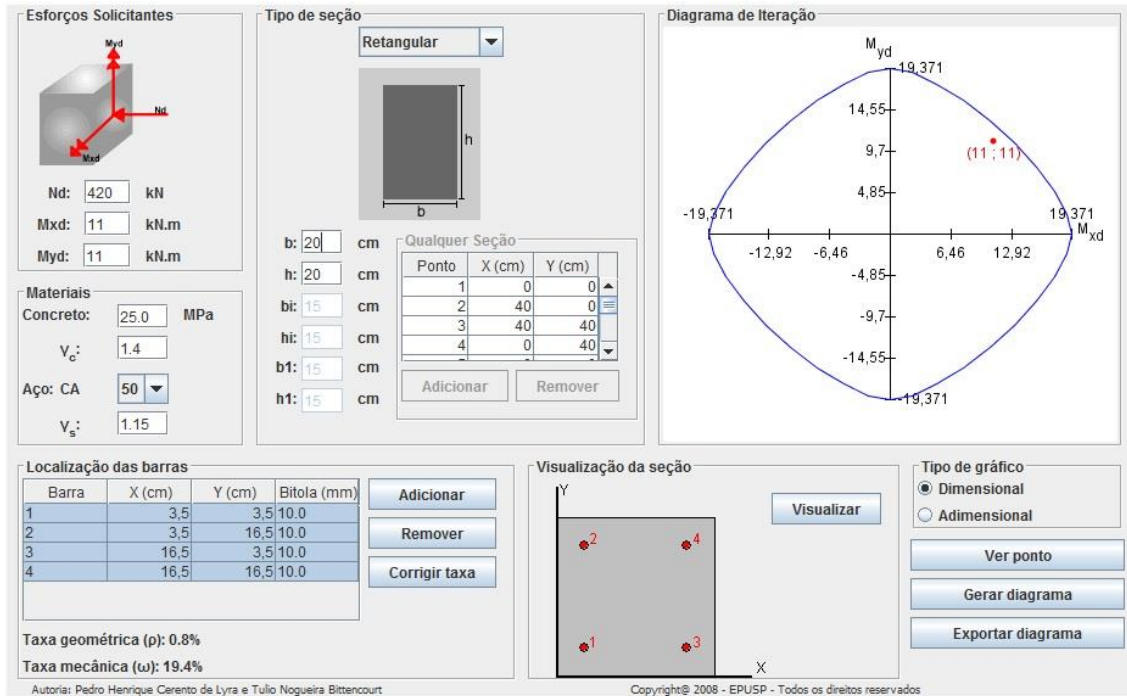 Esforços Solicitantes
Myd
Nd
Mxd
Nd: 420 kN
Mxd: 11 kN.m
Myd: 11 kN.m
Materiais
Concreto: 25.0 MPa
γc: 1.4
Aço: CA 50
γs: 1.15
Tipo de seção
Retangular
h
b
b: 20 cm
h: 20 cm
bi: 15 cm
hi: 15 cm
b1: 15 cm
h1: 15 cm
Qualquer Seção
Ponto X (cm) Y (cm)
1 0 0
2 40 0
3 40 40
4 0 40
Adicionar Remover
Diagrama de Iteração
Myd
19,371
14,55
9,7
(11 ; 11)
4,85
-19,371 19,371
Mxd
-12,92 -6,46 6,46 12,92
-4,85
-9,7
-14,55
-19,371
Localização das barras
Barra X (cm) Y (cm) Bitola (mm)
1 3,5 3,5 10.0
2 3,5 16,5 10.0
3 16,5 3,5 10.0
4 16,5 16,5 10.0
Adicionar
Remover
Corrigir taxa
Taxa geométrica (ρ): 0.8%
Taxa mecânica (ω): 19.4%
Visualização da seção
Y
2 4
1 3
X
Visualizar
Tipo de gráfico
Dimensional
Adimensional
Ver ponto
Gerar diagrama
Exportar diagrama
Autoria: Pedro Henrique Cerento de Lyra e Tulio Nogueira Bittencourt
Copyright@ 2008 - EPUSP - Todos os direitos reservados